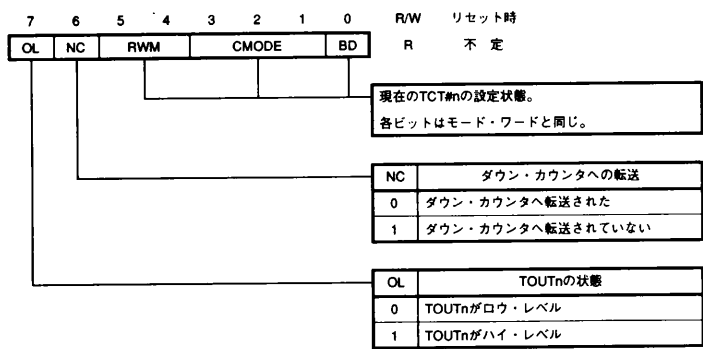 7 6 5 4 3 2 1 0 R/W リセット時
OL NC RWM CMODE BD R 不 定
現在のTCT#nの設定状態。
各ビットはモード・ワードと同じ。
NC ダウン・カウンタへの転送
0 ダウン・カウンタへ転送された
1 ダウン・カウンタへ転送されていない
OL TOUTnの状態
0 TOUTnがロウ・レベル
1 TOUTnがハイ・レベル